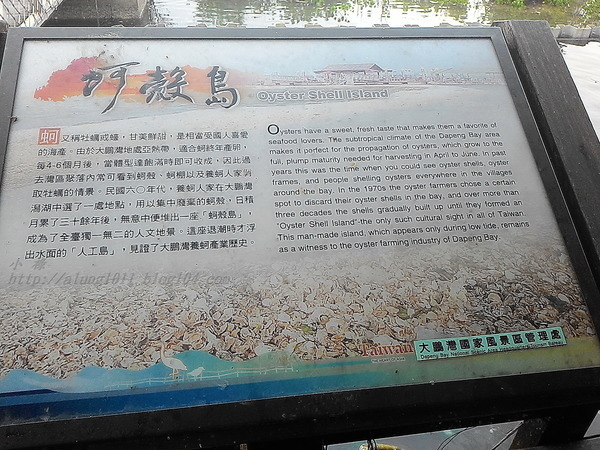 蚵殼島
Oyster Shell Island
蚵又稱牡蠣或蠔，甘美鮮甜，是相當受國人喜愛
的海產。由於大鵬灣地處亞熱帶，適合蚵終年產卵，
每4-6個月後，當體型達飽滿時即可收成，因此過
去灣區聚落內常可看到蚵殼、蚵棚以及養蚵人家剖
取牡蠣的情景。民國六〇年代，養蚵人家在大鵬灣
潟湖中選了一處地點，用以集中廢棄的蚵殼，日積
月累了三十餘年後，無意中便堆出一座「蚵殼島」，
成為了全臺獨一無二的人文地景。這座退潮時才浮
出水面的「人工島」，見證了大鵬灣養蚵產業歷史。
Oysters have a sweet, fresh taste that makes them a favorite of
seafood lovers. The subtropical climate of the Dapeng Bay area
makes it perfect for the propagation of oysters, which grow to the
full, plump maturity needed for harvesting in April to June. In past
years this was the time when you could see oyster shells, oyster
frames, and people shelling oysters everywhere in the villages
around the bay. In the 1970s the oyster farmers chose a certain
spot to discard their oyster shells in the bay, and over more than
three decades the shells gradually built up until they formed an
"Oyster Shell Island"-the only such cultural sight in all of Taiwan.
This man-made island, which appears only during low tide, remains
as a witness to the oyster farming industry of Dapeng Bay.
http://alung1011.blog101.com
Taiwan
大鵬灣國家風景區管理處